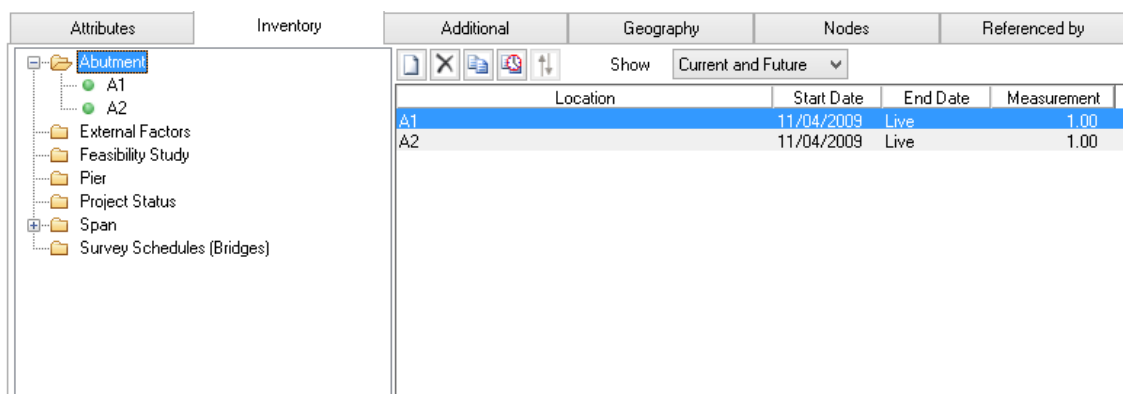 Attributes Inventory Additional Geography Nodes Referenced by
Abutment
A1
A2
External Factors
Feasibility Study
Pier
Project Status
Span
Survey Schedules (Bridges)
Show Current and Future
Location Start Date End Date Measurement
A1 11/04/2009 Live 1.00
A2 11/04/2009 Live 1.00